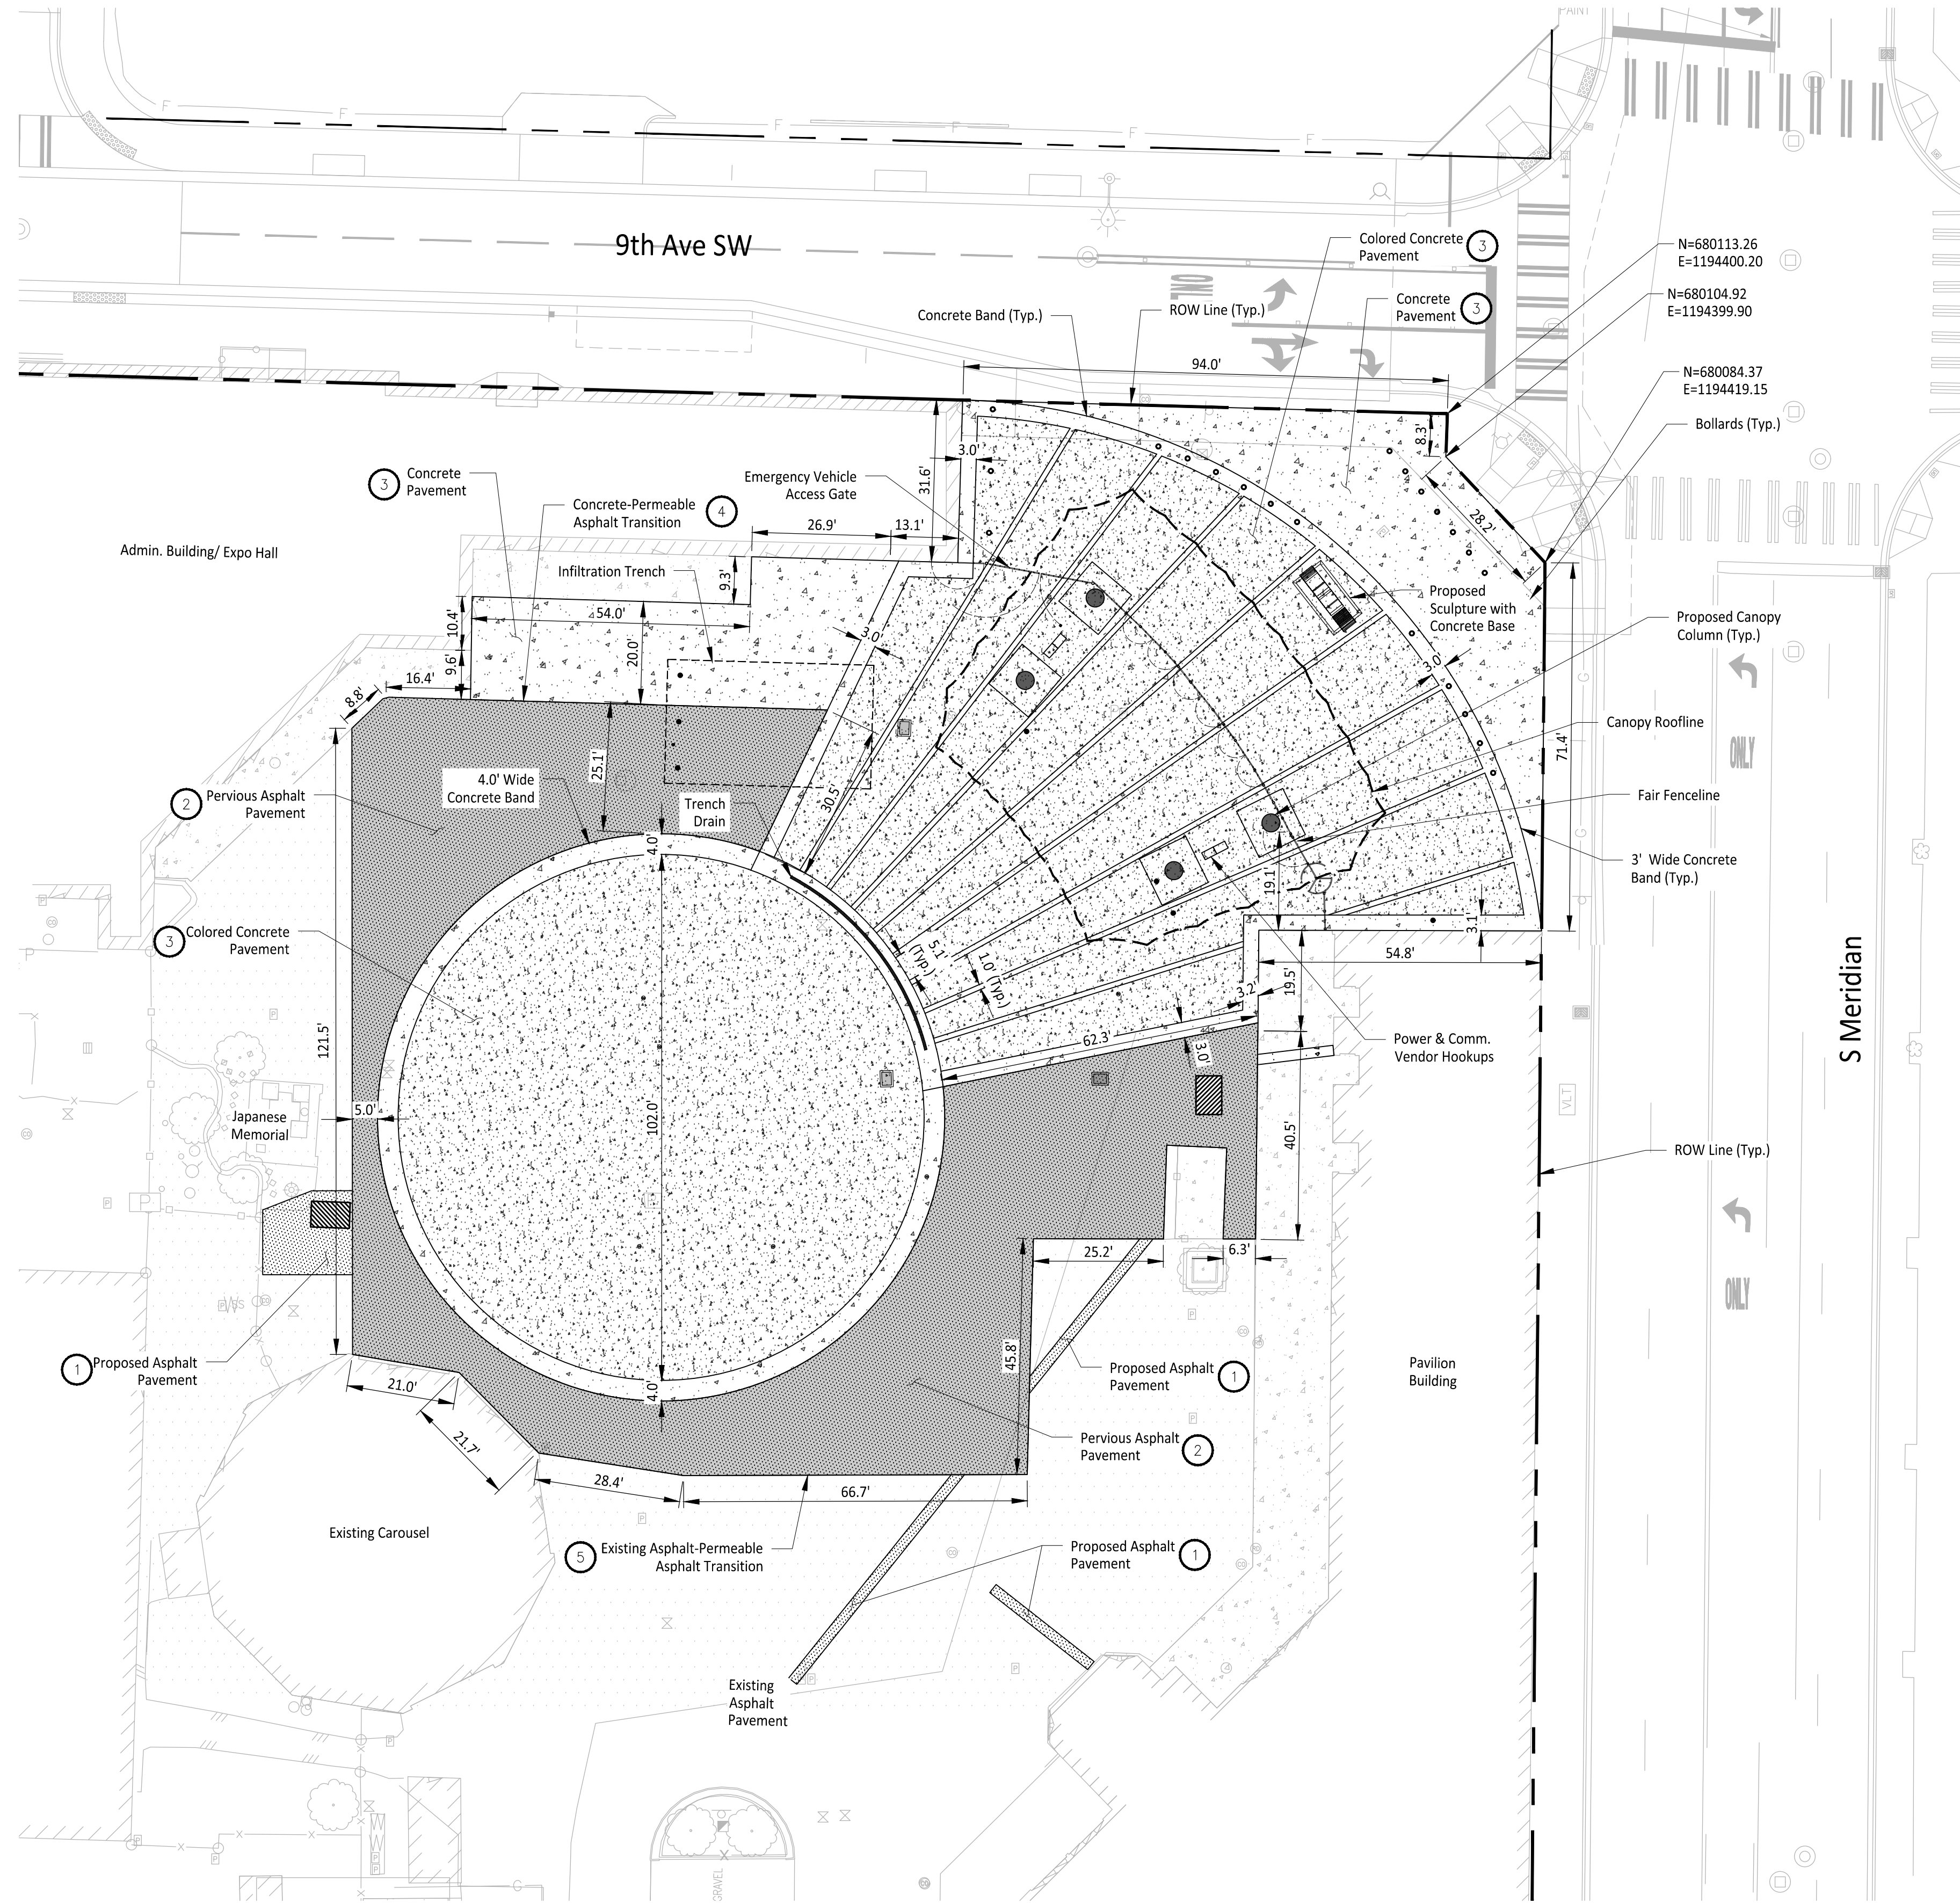 PAINT
F
F
F
F
F
F
9th Ave SW
ONLY
Colored Concrete
Pavement
3
Concrete
Pavement
3
N=680113.26
E=1194400.20
N=680104.92
E=1194399.90
N=680084.37
E=1194419.15
Bollards (Typ.)
Concrete Band (Typ.)
ROW Line (Typ.)
94.0'
8.3'
28.2'
31.6'
3.0'
3
Concrete
Pavement
Emergency Vehicle
Access Gate
Concrete-Permeable
Asphalt Transition
4
26.9'
13.1'
Admin. Building/ Expo Hall
Infiltration Trench
9.3'
54.0'
10.4'
9.6'
20.0'
3.0'
16.4'
8.8'
Proposed
Sculpture with
Concrete Base
Proposed Canopy
Column (Typ.)
3.0'
G
Canopy Roofline
71.4'
ONLY
25.1'
4.0' Wide
Concrete Band
Trench
Drain
30.5'
2
Pervious Asphalt
Pavement
Fair Fenceline
4.0'
G
3' Wide Concrete
Band (Typ.)
19.1'
3.1'
3
Colored Concrete
Pavement
5.1'
(Typ.)
1.0' (Typ.)
54.8'
19.5'
3.2'
S Meridian
62.3'
3.0'
Power & Comm.
Vendor Hookups
121.5'
5.0'
102.0'
Japanese
Memorial
VLT
40.5'
ROW Line (Typ.)
25.2'
6.3'
ONLY
45.8'
1
Proposed Asphalt
Pavement
21.0'
21.7'
4.0'
28.4'
66.7'
Proposed Asphalt
Pavement
1
Pavilion
Building
Pervious Asphalt
Pavement
2
Existing Carousel
5
Existing Asphalt-Permeable
Asphalt Transition
Proposed Asphalt
Pavement
1
Existing
Asphalt
Pavement
GRAVEL
G